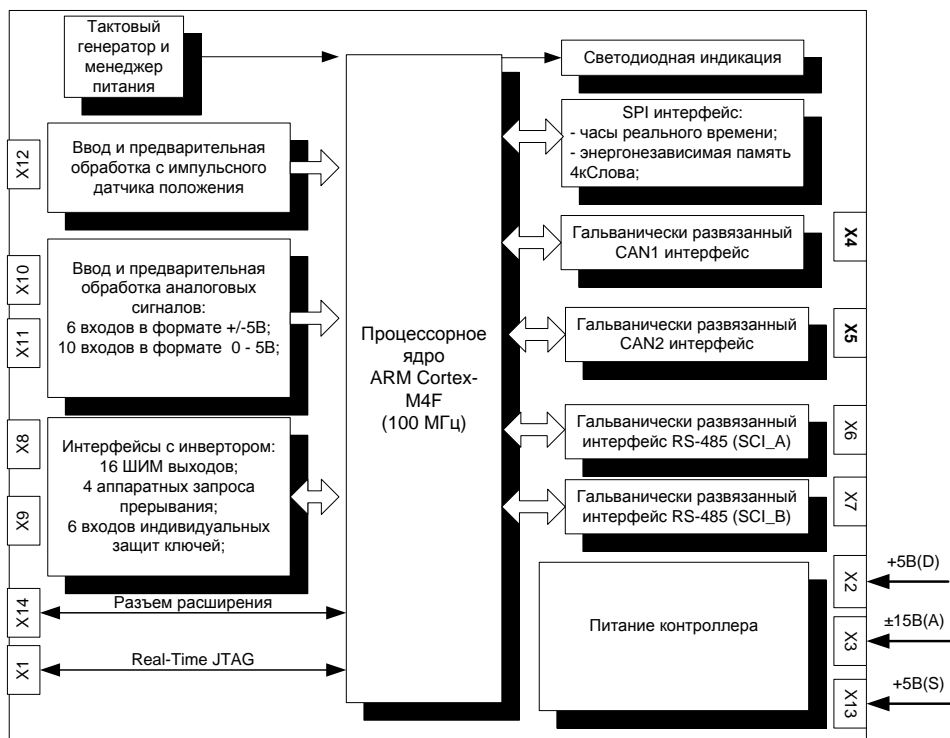 Тактовый
генератор и
менеджер
питания
Светодиодная индикация
SPI интерфейс:
- часы реального времени;
- энергонезависимая память
4кСлова;
X12
Ввод и предварительная
обработка с импульсного
датчика положения
Гальванически развязанный
CAN1 интерфейс
X4
X10
X11
Ввод и предварительная
обработка аналоговых
сигналов:
6 входов в формате +/-5В;
10 входов в формате 0 - 5В;
Процессорное
ядро
ARM Cortex-
M4F
(100 МГц)
Гальванически развязанный
CAN2 интерфейс
X5
X8
X9
Интерфейсы с инвертором:
16 ШИМ выходов;
4 аппаратных запроса
прерывания;
6 входов индивидуальных
защит ключей;
Гальванически развязанный
интерфейс RS-485 (SCI_A)
X6
Гальванически развязанный
интерфейс RS-485 (SCI_B)
X7
X14
Разъем расширения
X1
Real-Time JTAG
Питание контроллера
X2
+5В(D)
X3
±15В(A)
X13
+5В(S)